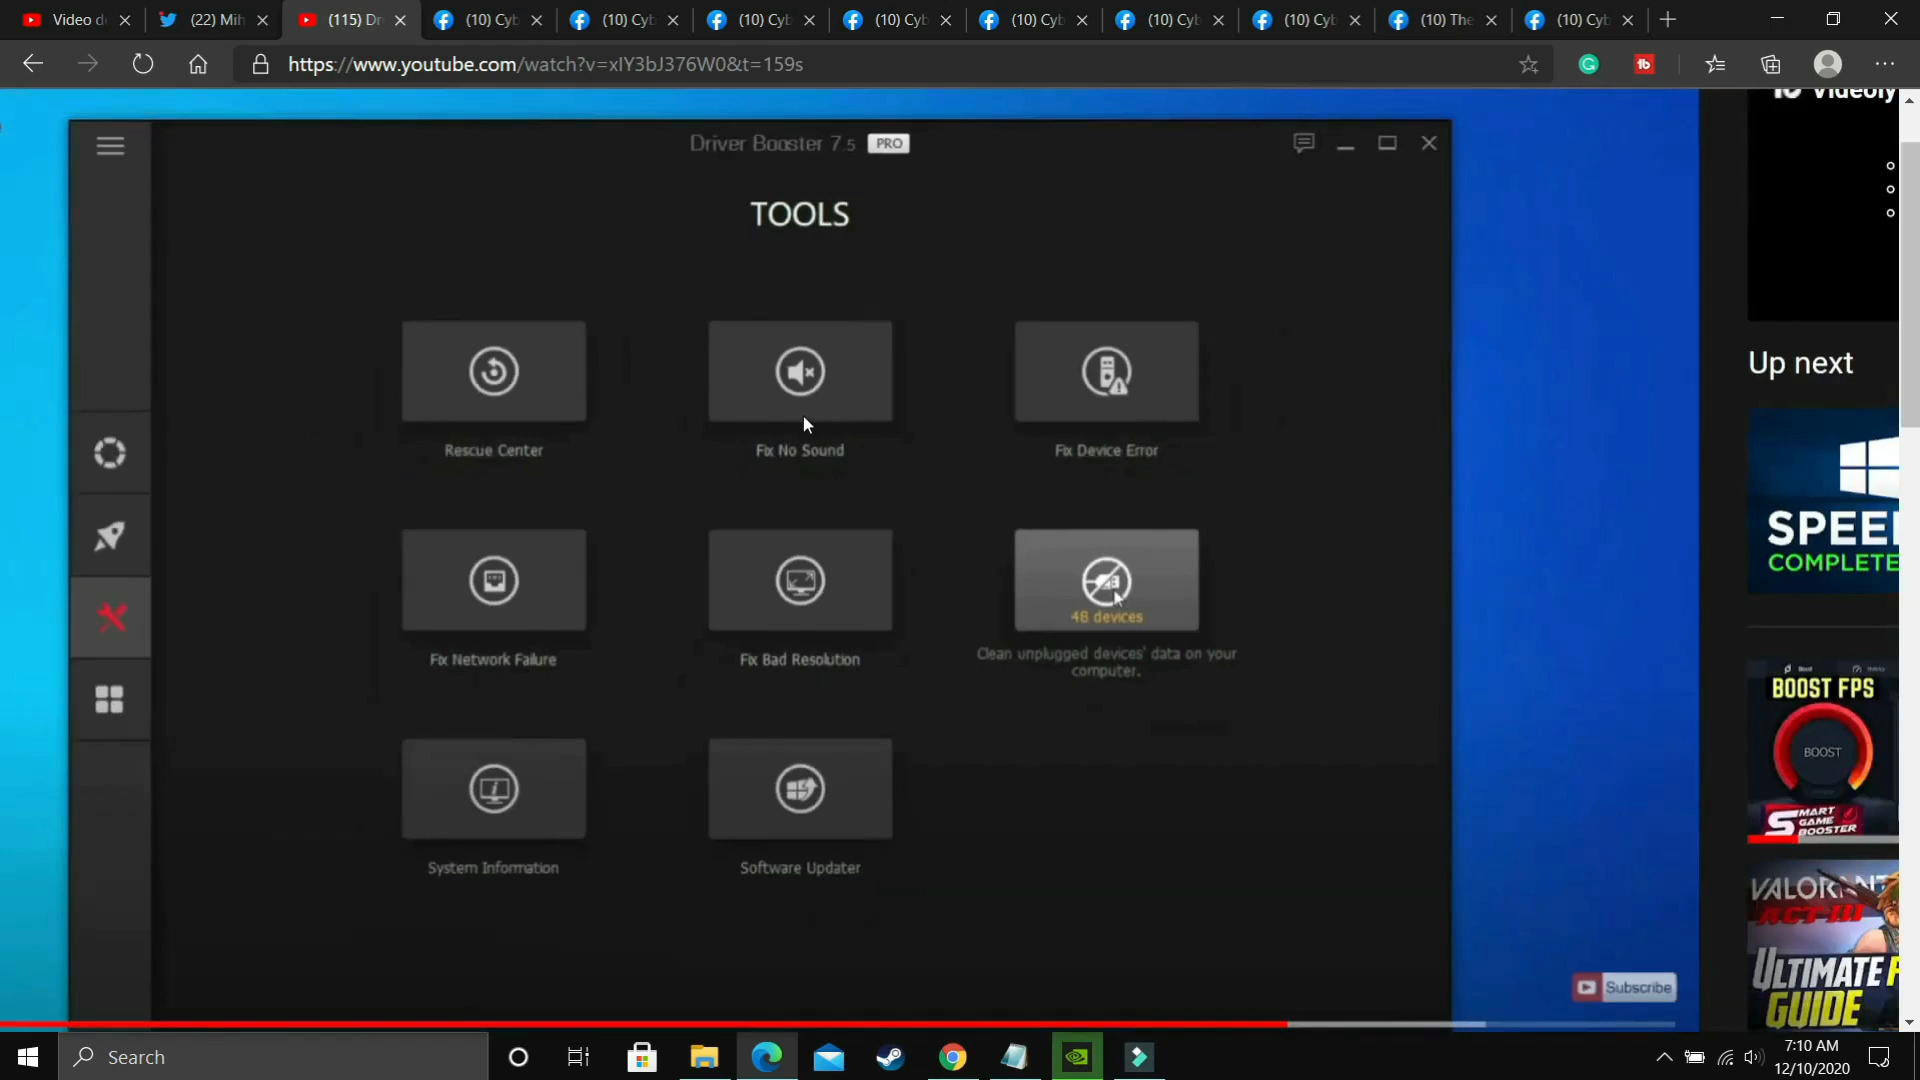 Video d
(22) Mih
(115) Dr
(10) Cyb
(10) Cyb
(10) Cyb
(10) Cyb
(10) Cyb
(10) Cyb
(10) Cyb
(10) The
(10) Cyb
https://www.youtube.com/watch?v=xIY3bJ376W0&t=159s
Driver Booster 7.5 PRO
TOOLS
Rescue Center
Fix No Sound
Fix Device Error
48 devices
Fix Network Failure
Fix Bad Resolution
Clean unplugged devices' data on your
computer.
System Information
Software Updater
Subscribe
Up next
SPEE
COMPLETE
BOOST FPS
BOOST
SMART
GAME
BOOSTER
VALORANT
ACT III
ULTIMATE F
GUIDE
Search
7:10 AM
12/10/2020